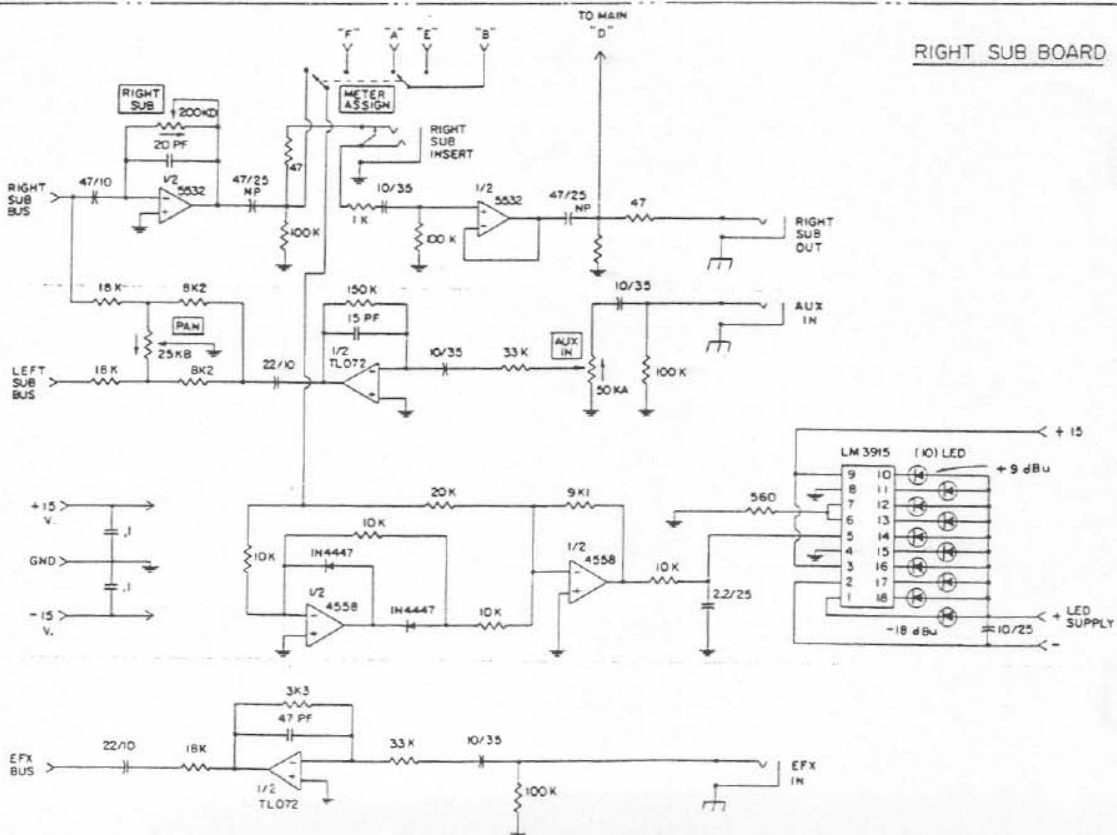 TO MAIN
"D"
"F"
"A"
"E"
"B"
RIGHT SUB BOARD
RIGHT
SUB
200KD
20 PF
METER
ASSIGN
RIGHT
SUB
INSERT
47
RIGHT
SUB
BUS
47/10
1/2
5532
47/25
NP
100K
1K
10/35
100K
1/2
5532
47/25
NP
47
RIGHT
SUB
OUT
18K
8K2
PAN
25KB
LEFT
SUB
BUS
18K
8K2
22/10
150K
15 PF
1/2
TL072
10/35
33K
AUX
IN
50KA
10/35
100K
AUX
IN
+15
V.
GND
-15
V.
.1
.1
20K
9K1
10K
10K
1N4447
1/2
4558
1N4447
10K
1/2
4558
10K
2.2/25
560
LM3915
(10) LED
+9 dBu
+15
9
8
7
6
5
4
3
2
1
10
11
12
13
14
15
16
17
18
-18 dBu
10/25
+
-
LED
SUPPLY
EFX
BUS
22/10
18K
3K3
47 PF
1/2
TL072
33K
10/35
100K
EFX
IN